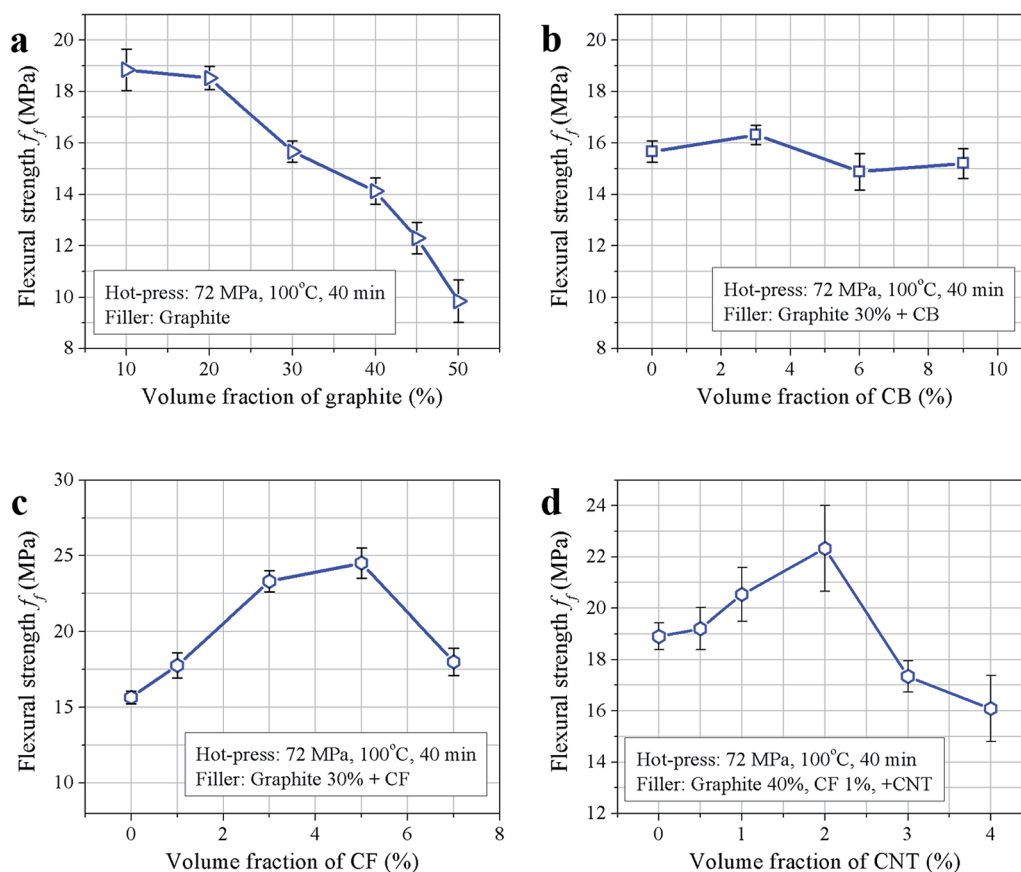 a
20
18
16
14
12
10
8
Flexural strength f_f (MPa)
Hot-press: 72 MPa, 100°C, 40 min
Filler: Graphite
10 20 30 40 50
Volume fraction of graphite (%)
b
20
18
16
14
12
10
8
Flexural strength f_f (MPa)
Hot-press: 72 MPa, 100°C, 40 min
Filler: Graphite 30% + CB
0 2 4 6 8 10
Volume fraction of CB (%)
c
30
25
20
15
10
Flexural strength f_f (MPa)
Hot-press: 72 MPa, 100°C, 40 min
Filler: Graphite 30% + CF
0 2 4 6 8
Volume fraction of CF (%)
d
24
22
20
18
16
14
12
Flexural strength f_f (MPa)
Hot-press: 72 MPa, 100°C, 40 min
Filler: Graphite 40%, CF 1%, +CNT
0 1 2 3 4
Volume fraction of CNT (%)